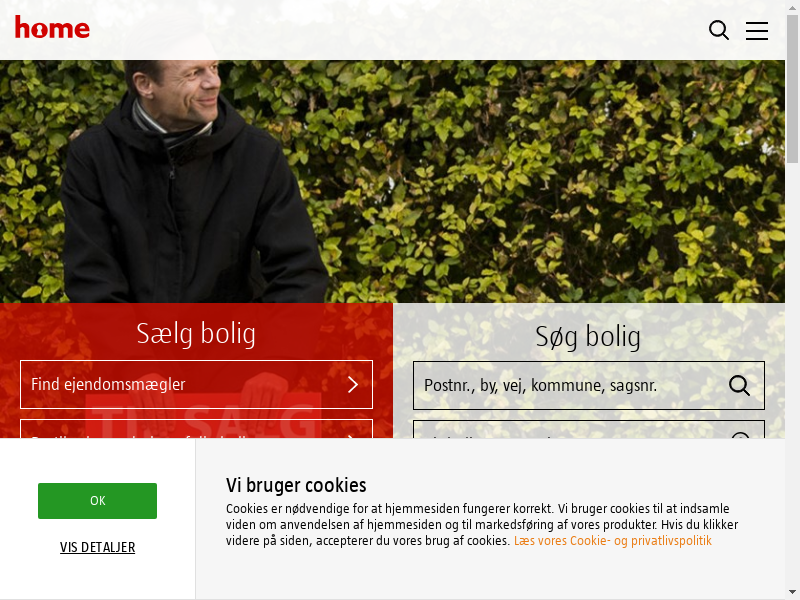 home
Sælg bolig
Find ejendomsmægler
TI SALG
Søg bolig
Postnr., by, vej, kommune, sagsnr.
OK
VIS DETALJER
Vi bruger cookies
Cookies er nødvendige for at hjemmesiden fungerer korrekt. Vi bruger cookies til at indsamle
viden om anvendelsen af hjemmesiden og til markedsføring af vores produkter. Hvis du klikker
videre på siden, accepterer du vores brug af cookies. Læs vores Cookie- og privatlivspolitik